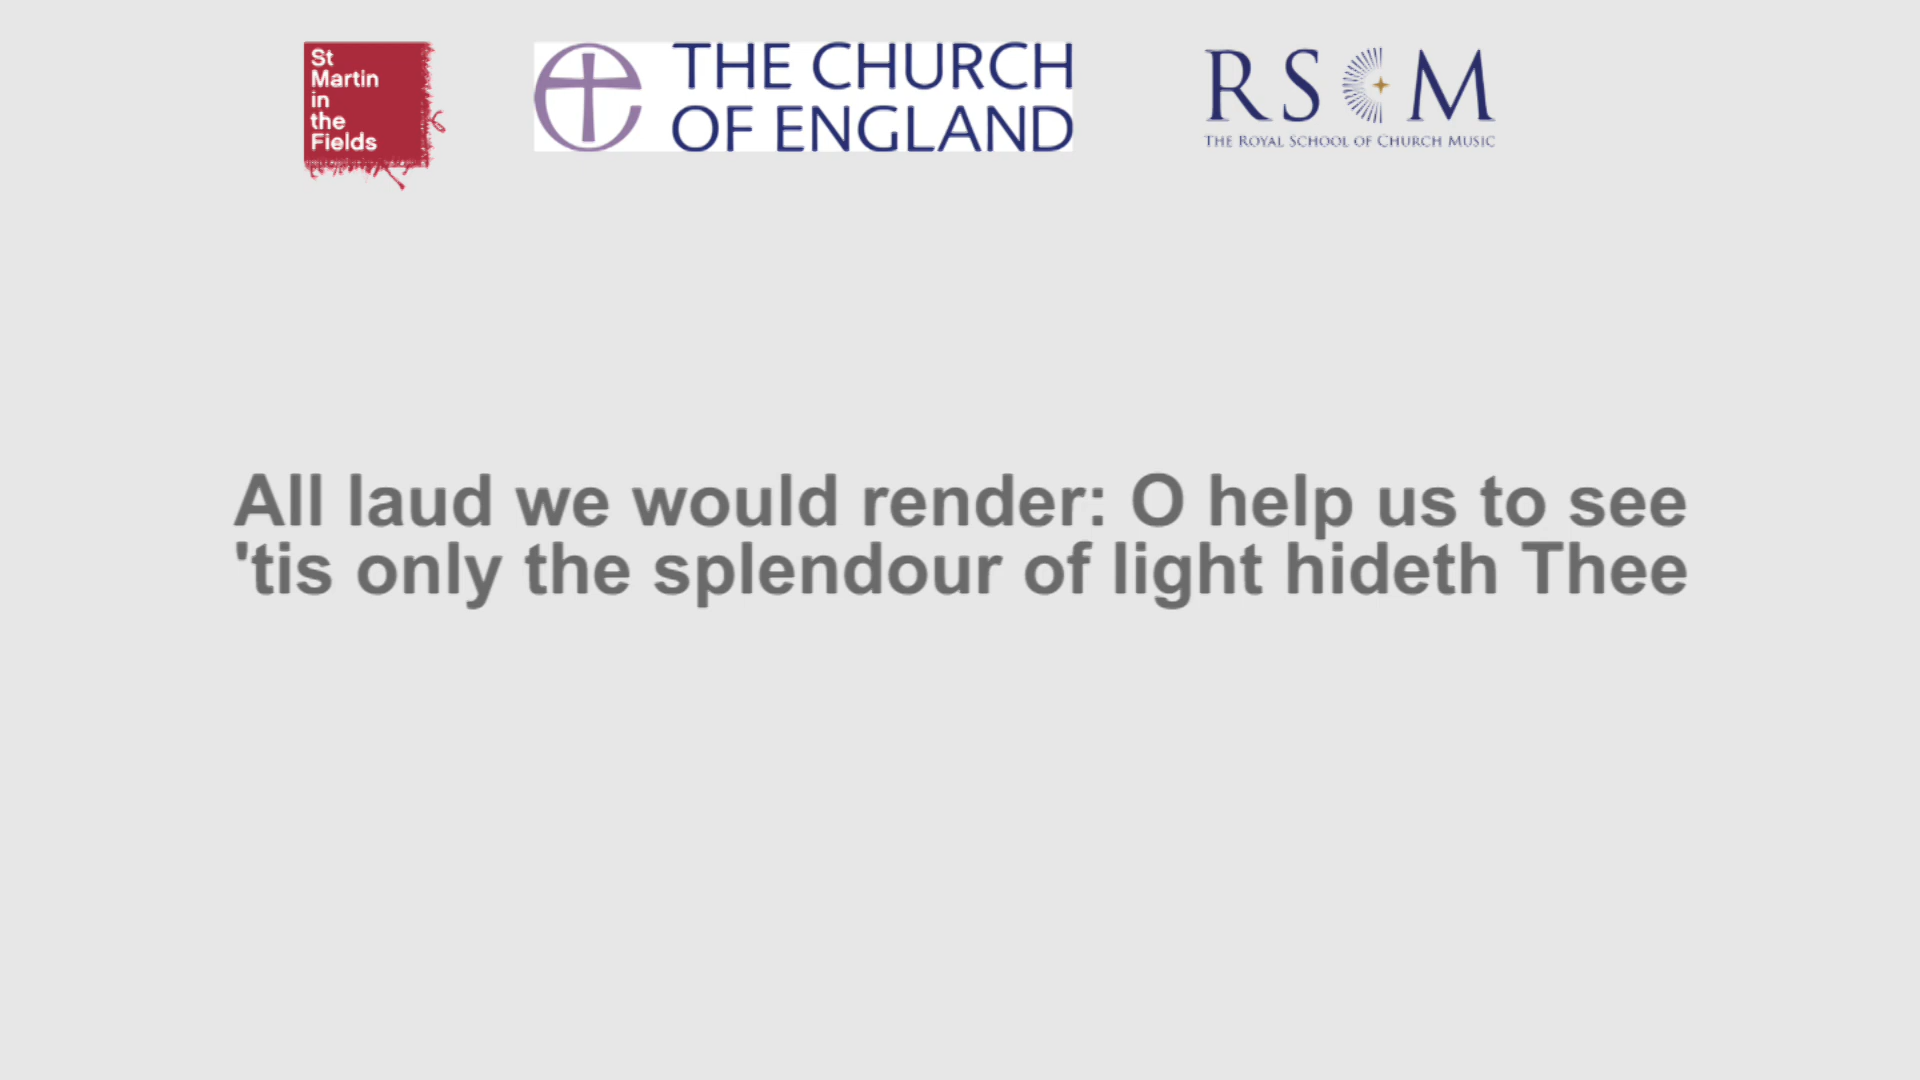 St
Martin
in
the
Fields
THE CHURCH
OF ENGLAND
RSCM
THE ROYAL SCHOOL OF CHURCH MUSIC
All laud we would render: O help us to see
'tis only the splendour of light hideth Thee